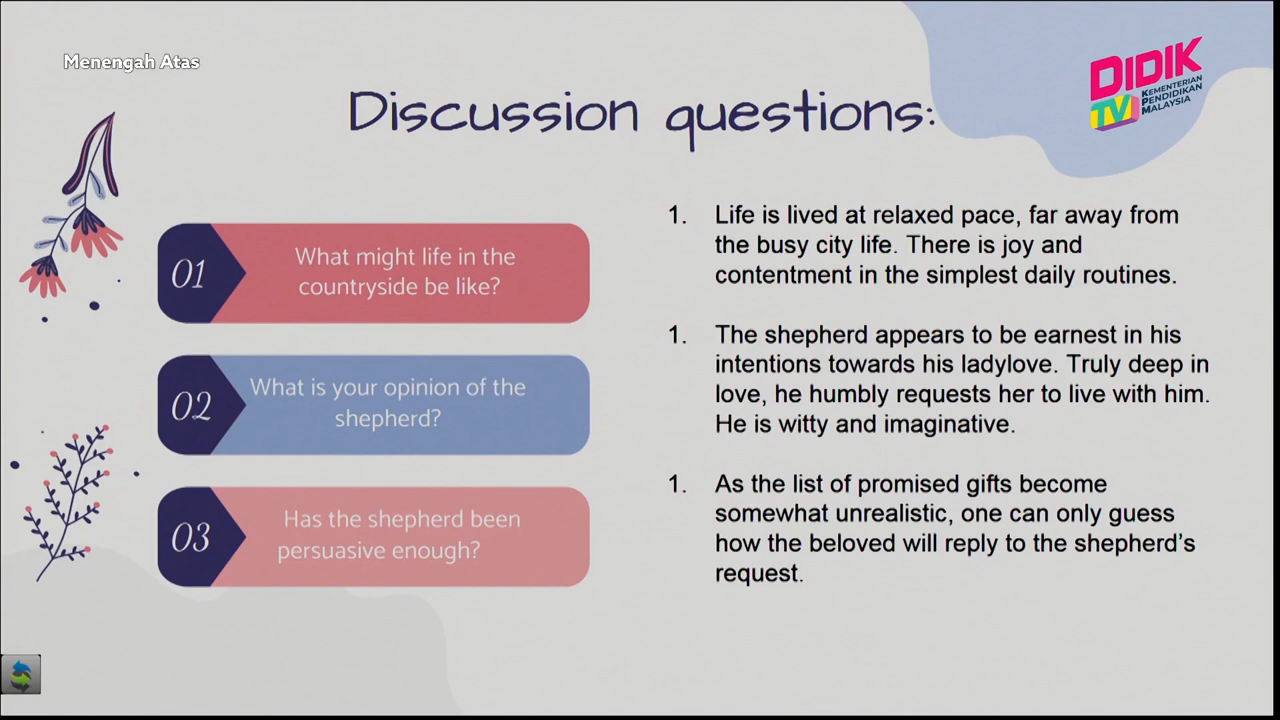 Menengah Atas
DIDIK
TV
KEMENTERIAN
PENDIDIKAN
MALAYSIA
Discussion questions:
01
What might life in the
countryside be like?
02
What is your opinion of the
shepherd?
03
Has the shepherd been
persuasive enough?
1. Life is lived at relaxed pace, far away from
the busy city life. There is joy and
contentment in the simplest daily routines.
1. The shepherd appears to be earnest in his
intentions towards his ladylove. Truly deep in
love, he humbly requests her to live with him.
He is witty and imaginative.
1. As the list of promised gifts become
somewhat unrealistic, one can only guess
how the beloved will reply to the shepherd’s
request.